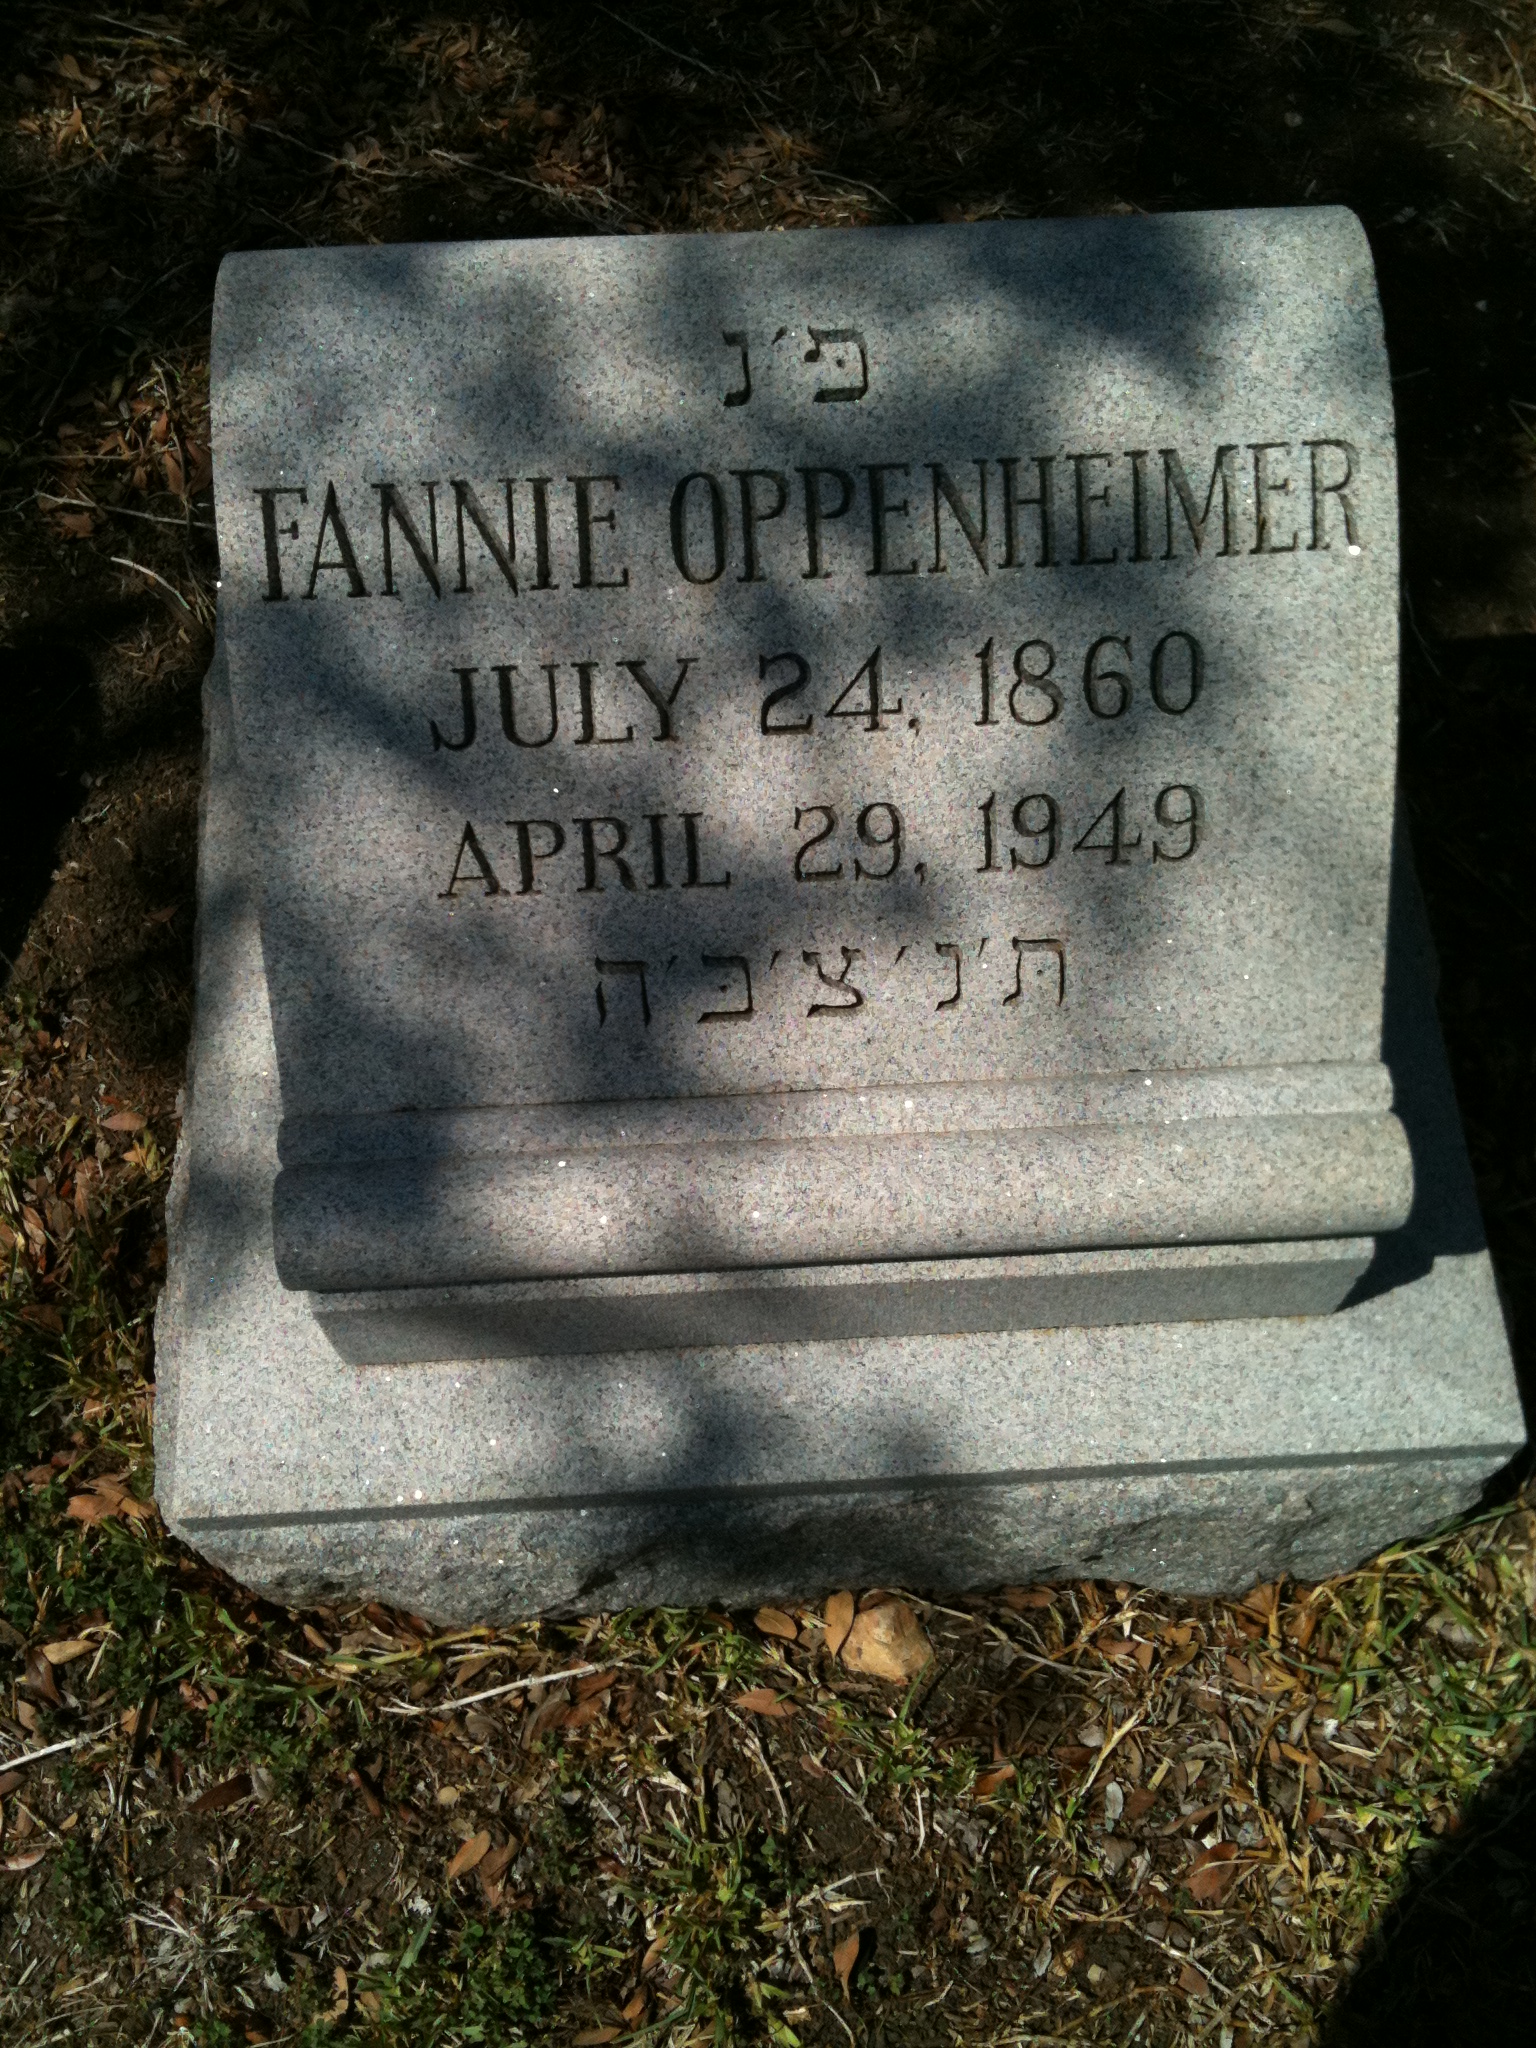 פּ׳נ
FANNIE OPPENHEIMER
JULY 24, 1860
APRIL 29, 1949
ת׳נ׳צ׳בּ׳ה